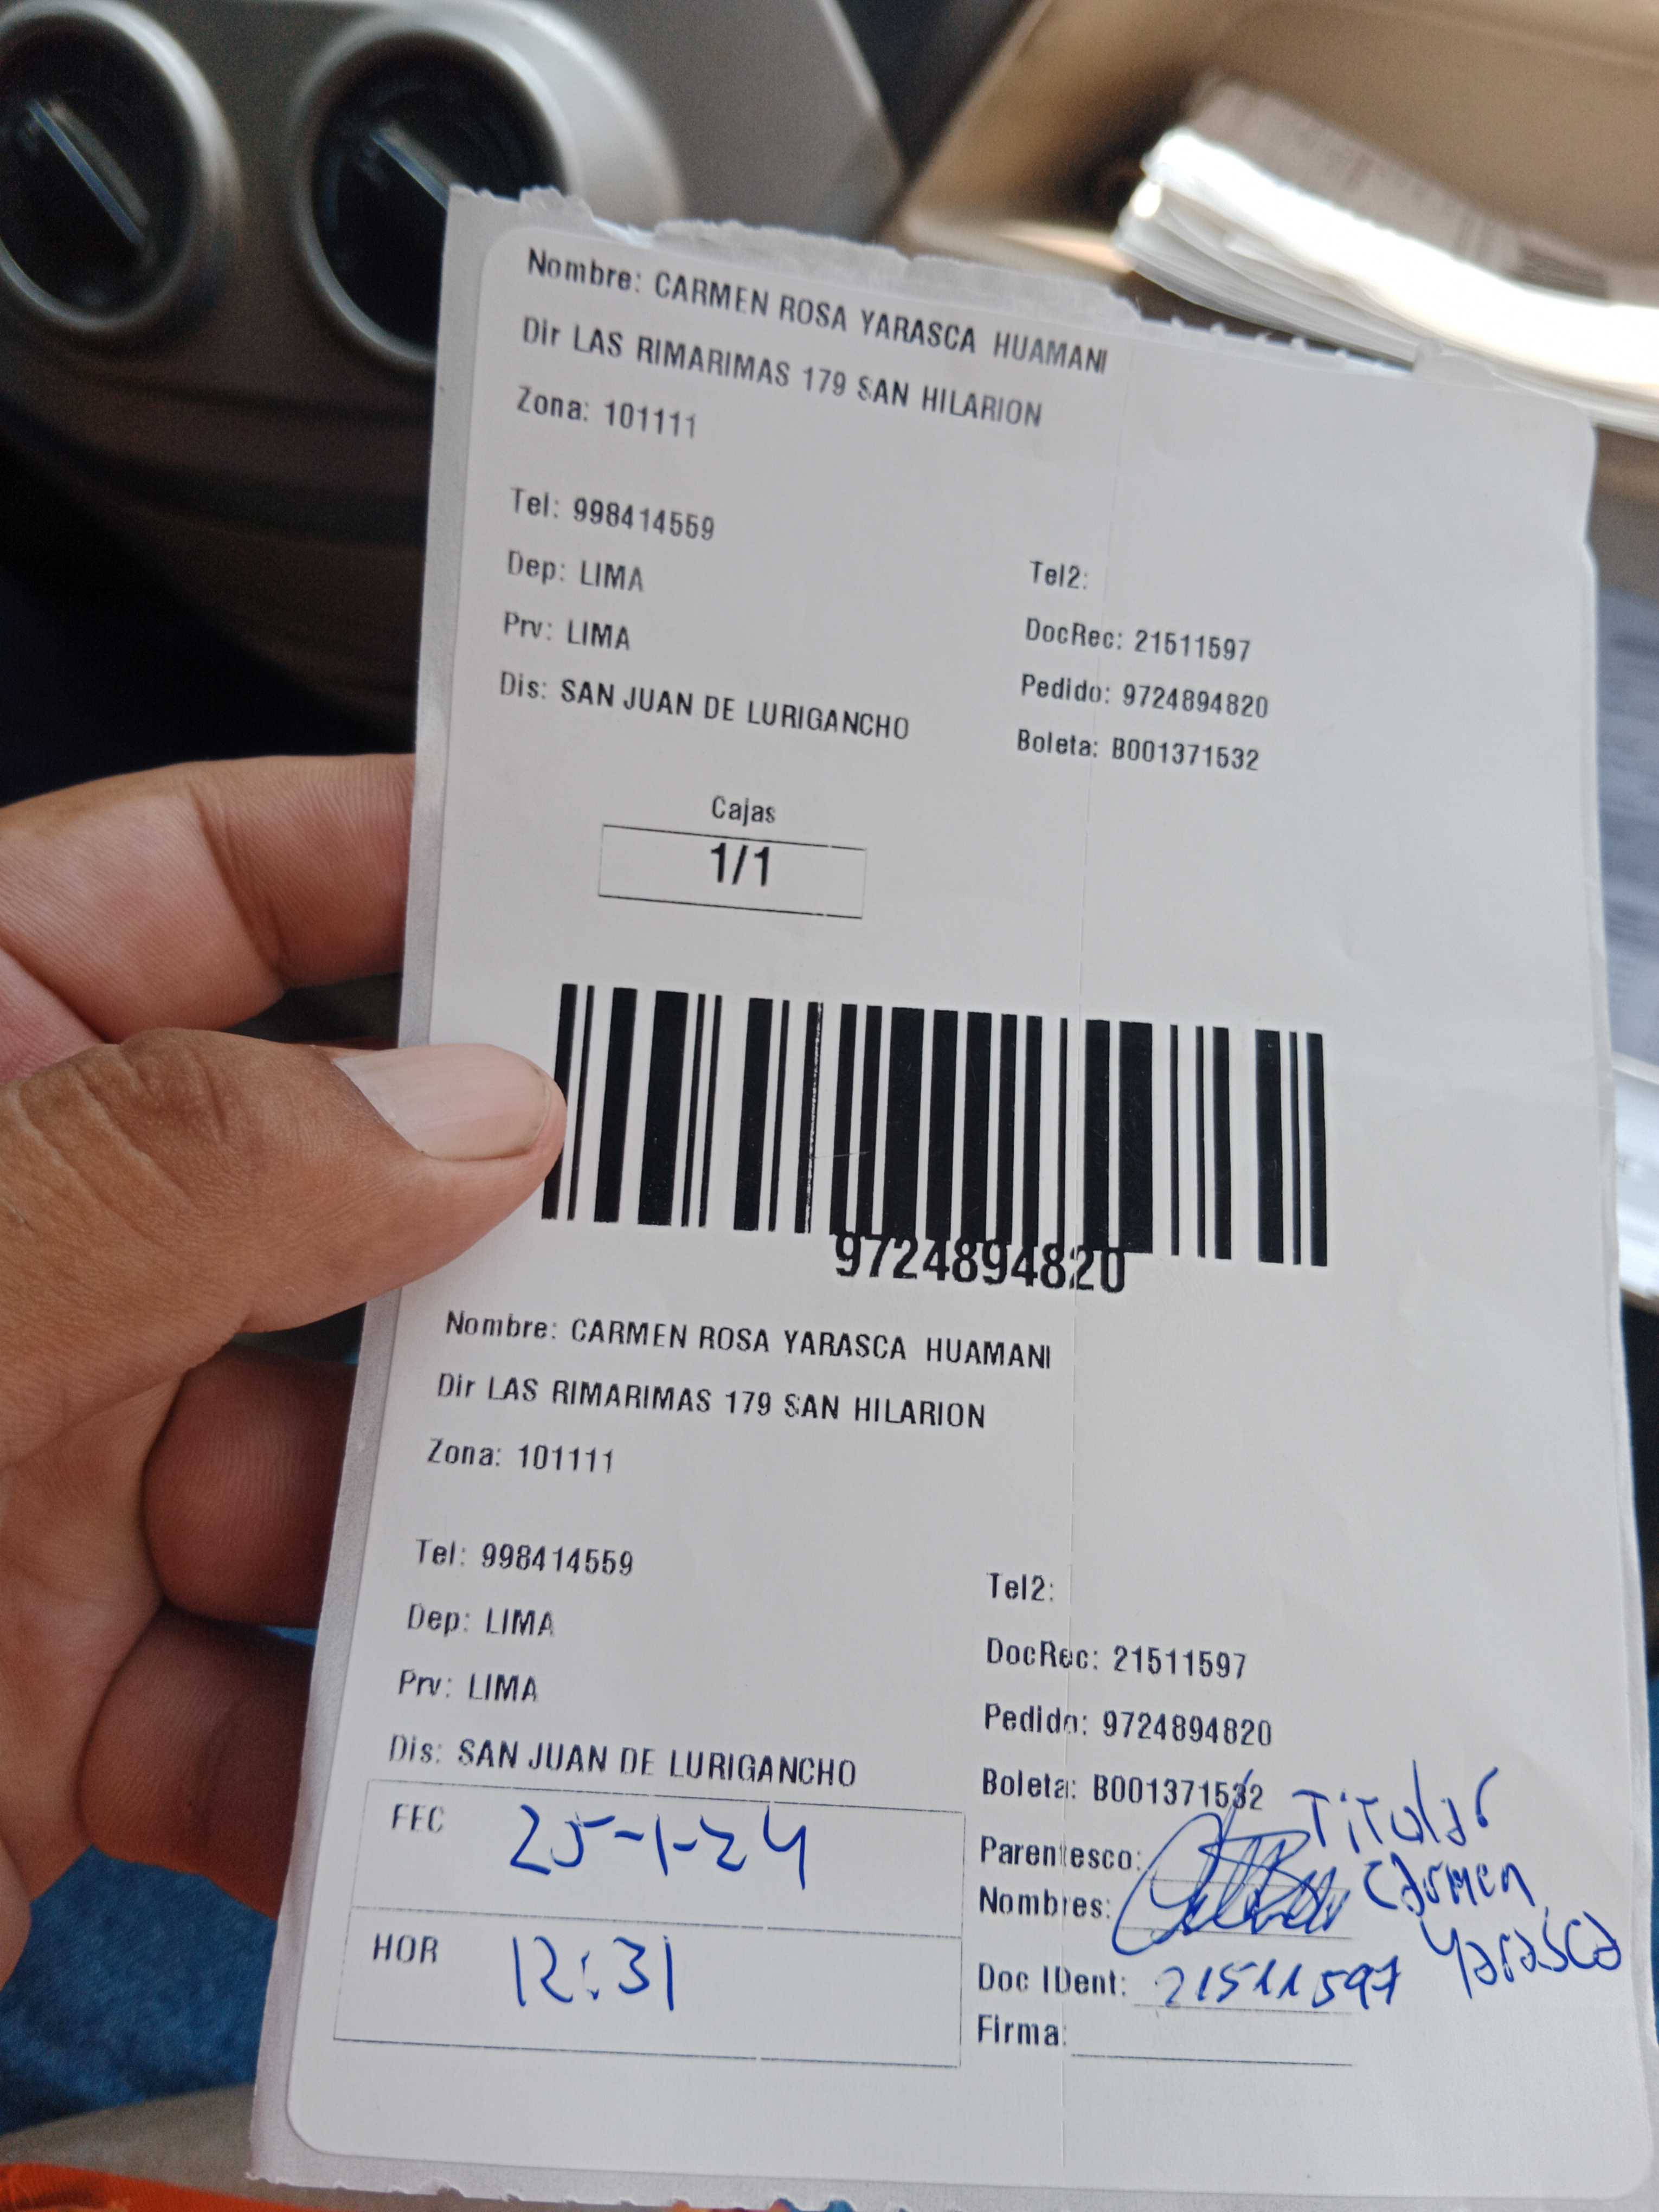 Nombre: CARMEN ROSA YARASCA HUAMANI
Dir LAS RIMARIMAS 179 SAN HILARION
Zona: 101111
Tel: 998414559
Tel2:
Dep: LIMA
DocRec: 21511597
Prv: LIMA
Pedido: 9724894820
Dis: SAN JUAN DE LURIGANCHO
Boleta: B001371532
Cajas
1/1
9724894820
Nombre: CARMEN ROSA YARASCA HUAMANI
Dir LAS RIMARIMAS 179 SAN HILARION
Zona: 101111
Tel: 998414559
Tel2:
Dep: LIMA
DocRec: 21511597
Prv: LIMA
Pedido: 9724894820
Dis: SAN JUAN DE LURIGANCHO
Boleta: B001371532
FEC 25-1-24
Parentesco: Titular
Nombres: Carmen Yarasca
HOR 12:31
Doc IDent: 21511597
Firma: